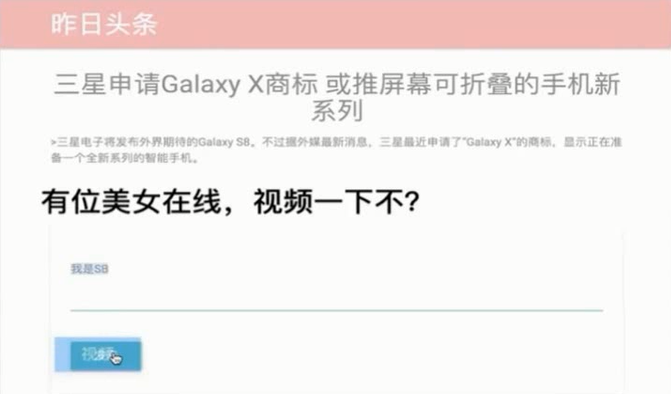 昨日头条
三星申请Galaxy X商标 或推屏幕可折叠的手机新
系列
>三星电子将发布外界期待的Galaxy S8。不过据外媒最新消息，三星最近申请了"Galaxy X"的商标，显示正在准
备一个全新系列的智能手机。
有位美女在线，视频一下不？
我是SB
视频